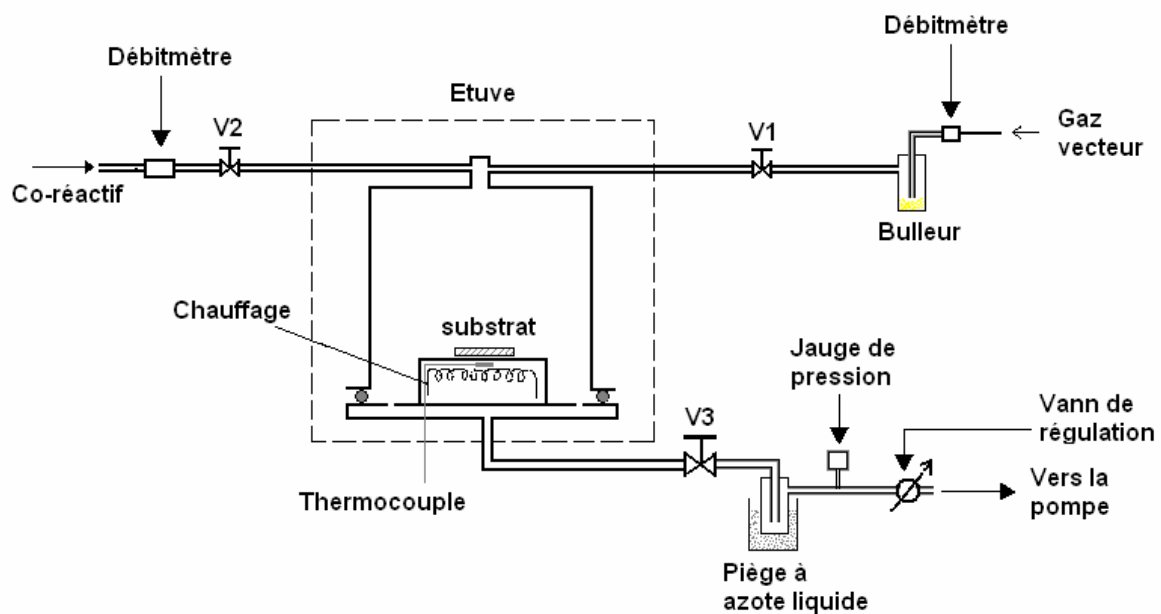 Débitmètre
Débitmètre
Etuve
V2
V1
Gaz
vecteur
Co-réactif
Bulleur
Chauffage
substrat
Jauge de
pression
V3
Vann de
régulation
Thermocouple
Vers la
pompe
Piège à
azote liquide